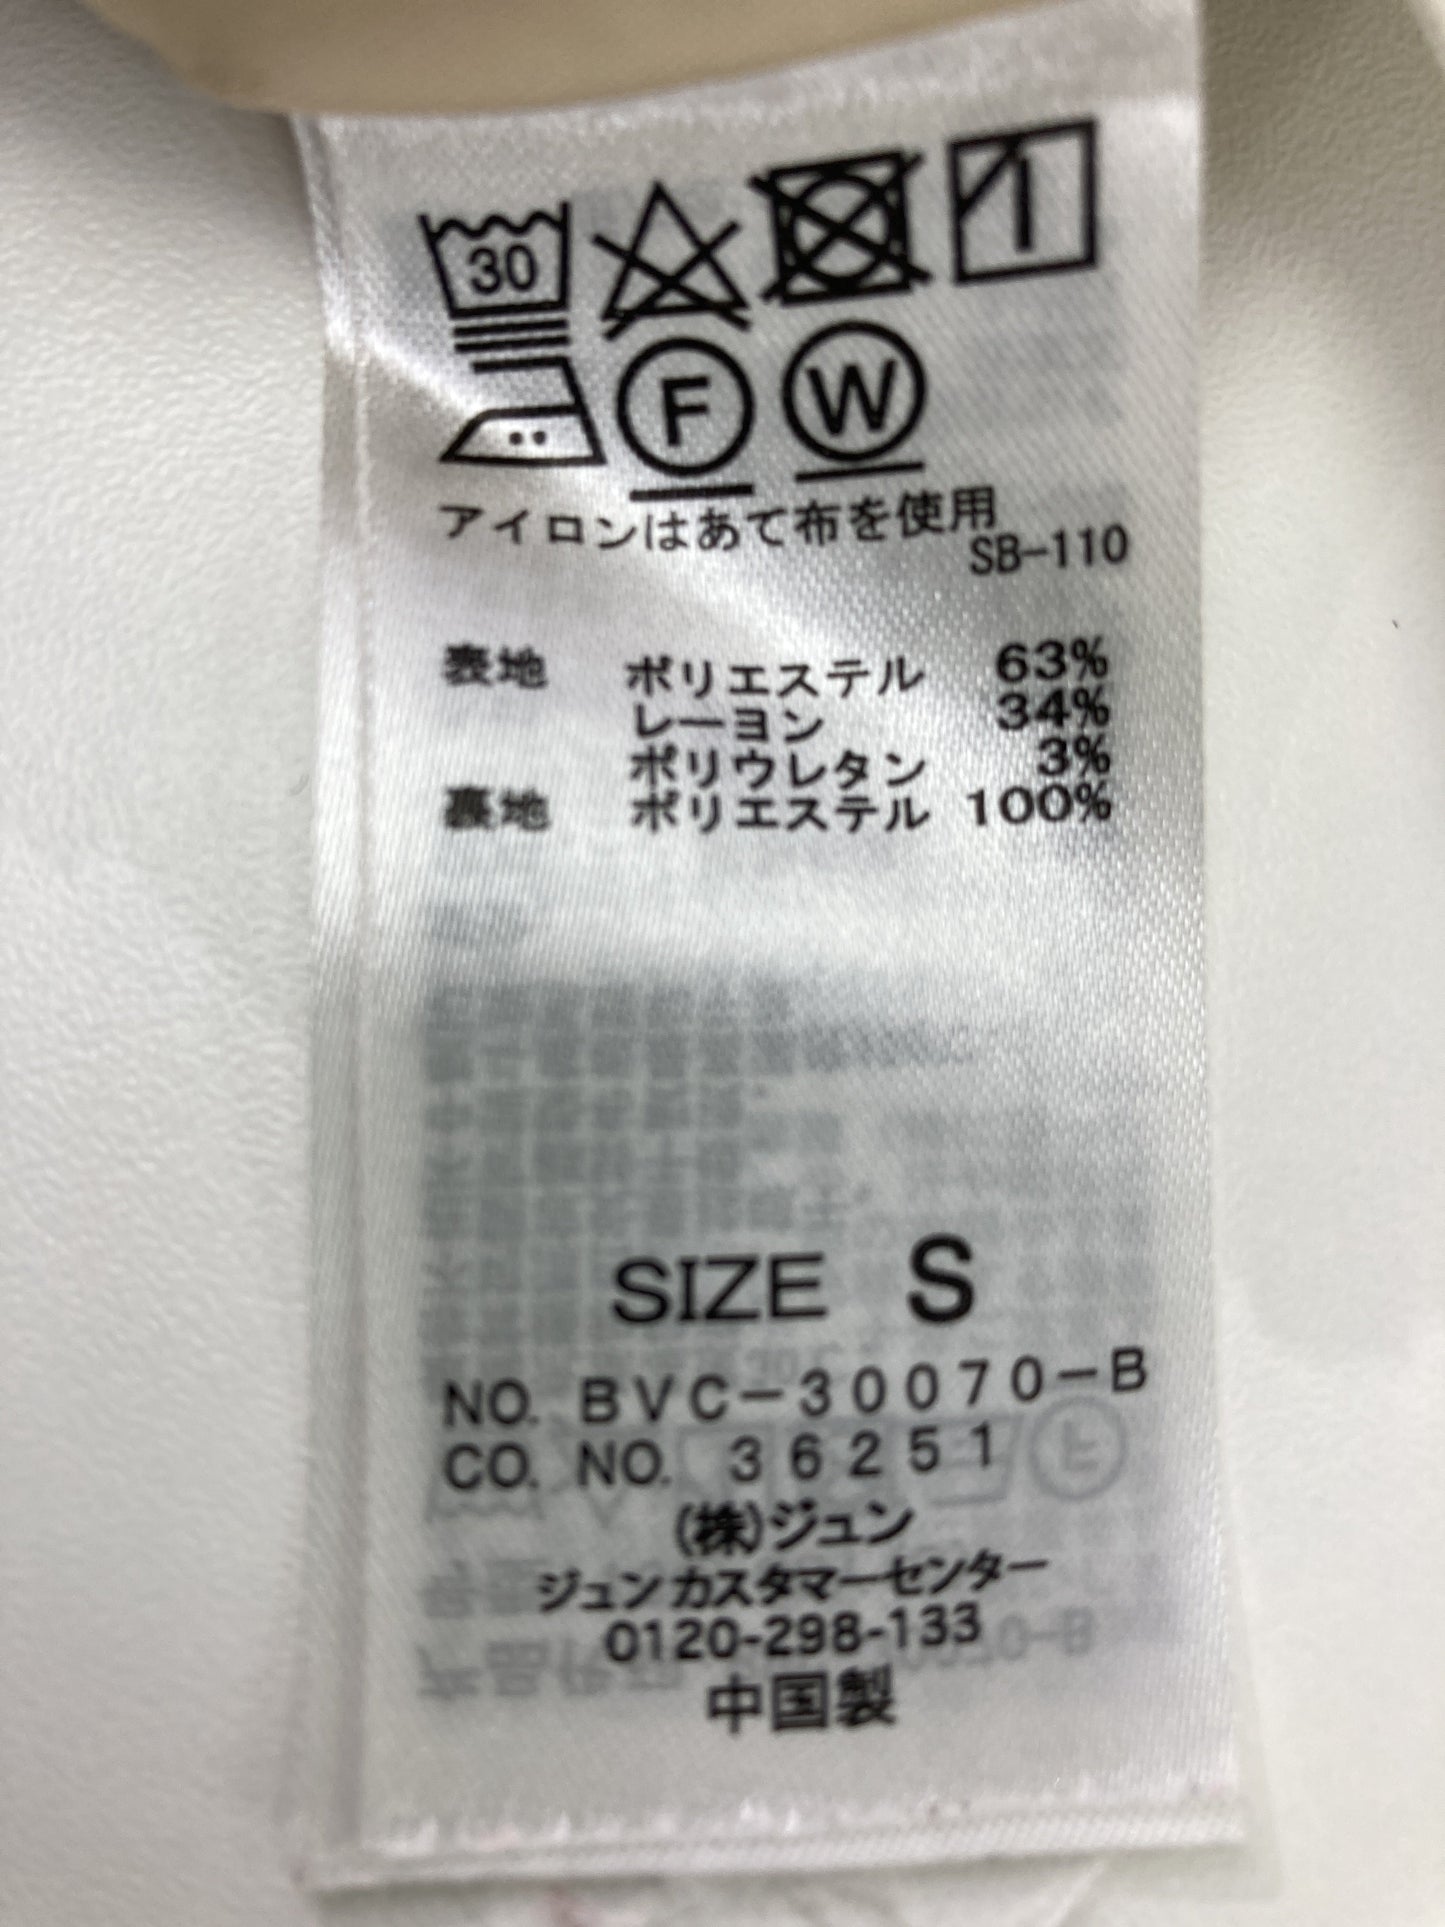 30
F W
アイロンはあて布を使用
SB-110
表地 ポリエステル 63%
レーヨン 34%
ポリウレタン 3%
裏地 ポリエステル 100%
SIZE S
NO. BVC-30070-B
CO. NO. 36251
(株)ジュン
ジュンカスタマーセンター
0120-298-133
中国製